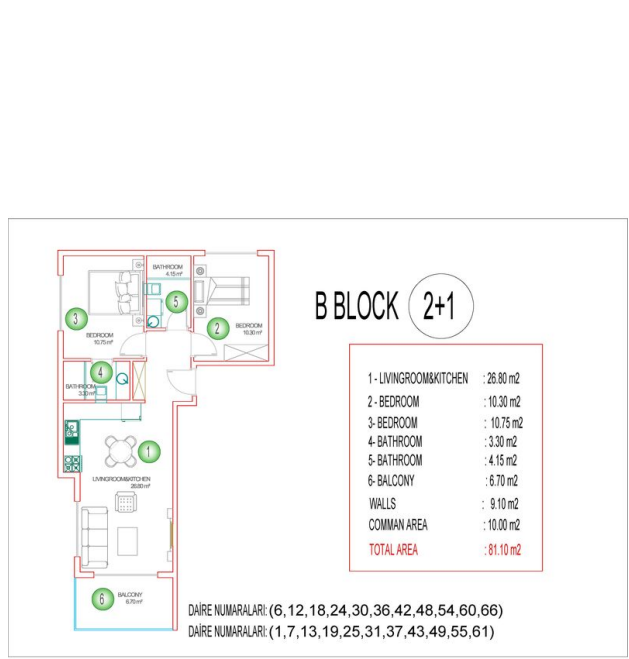 BATHROOM
4.15 m²
5
3
BEDROOM
10.75 m²
2
BEDROOM
10.30 m²
4
BATHROOM
3.30 m²
1
LIVINGROOM&KITCHEN
26.80 m²
6
BALCONY
6.70 m²
B BLOCK 2+1
1 - LIVINGROOM&KITCHEN : 26.80 m2
2 - BEDROOM : 10.30 m2
3- BEDROOM : 10.75 m2
4- BATHROOM : 3.30 m2
5- BATHROOM : 4.15 m2
6- BALCONY : 6.70 m2
WALLS : 9.10 m2
COMMAN AREA : 10.00 m2
TOTAL AREA : 81.10 m2
DAİRE NUMARALARI: (6,12,18,24,30,36,42,48,54,60,66)
DAİRE NUMARALARI: (1,7,13,19,25,31,37,43,49,55,61)